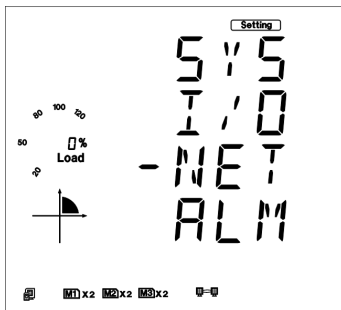 Setting
SYS
I/O
-NET
ALM
100
80 120
50
20
0%
Load
M1 X2 M2 X2 M3 X2